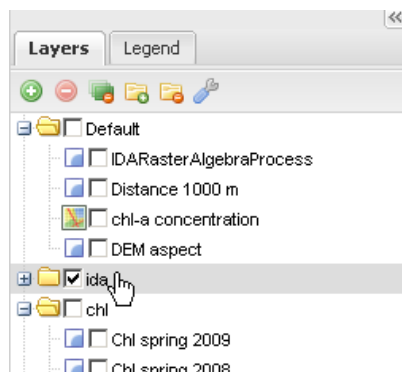 Layers Legend
Default
IDARasterAlgebraProcess
Distance 1000 m
chl-a concentration
DEM aspect
ida
chl
Chl spring 2009
Chl spring 2008